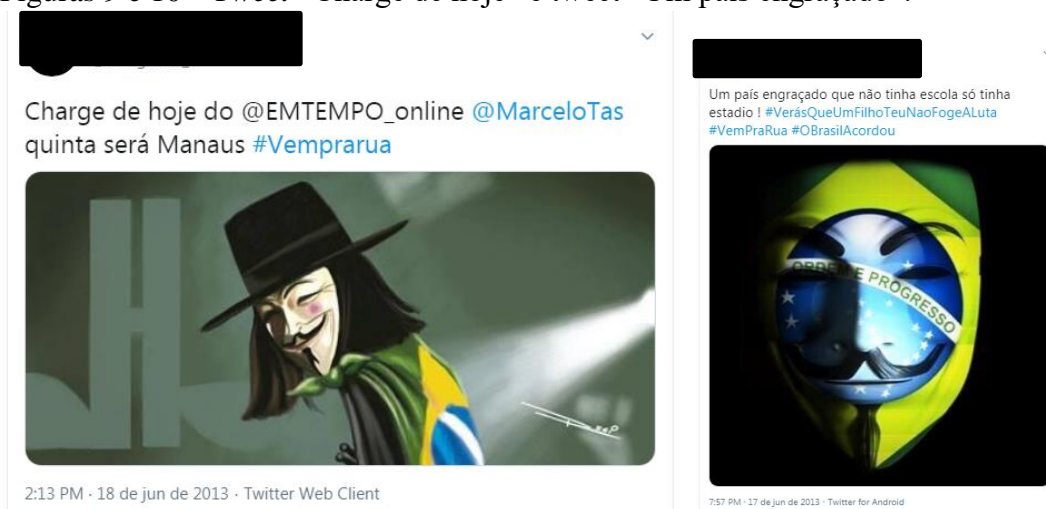 Figuras 9 e 10 – Tweet "Charge de hoje" e tweet "Um país engraçado".
Charge de hoje do @EMTEMPO_online @MarceloTas
quinta será Manaus #Vemprarua
2:13 PM · 18 de jun de 2013 · Twitter Web Client
Um país engraçado que não tinha escola só tinha
estadio ! #VerásQueUmFilhoTeuNaoFogeALuta
#VemPraRua #OBrasilAcordou
ORDEM E PROGRESSO
7:57 PM · 17 de jun de 2013 · Twitter for Android